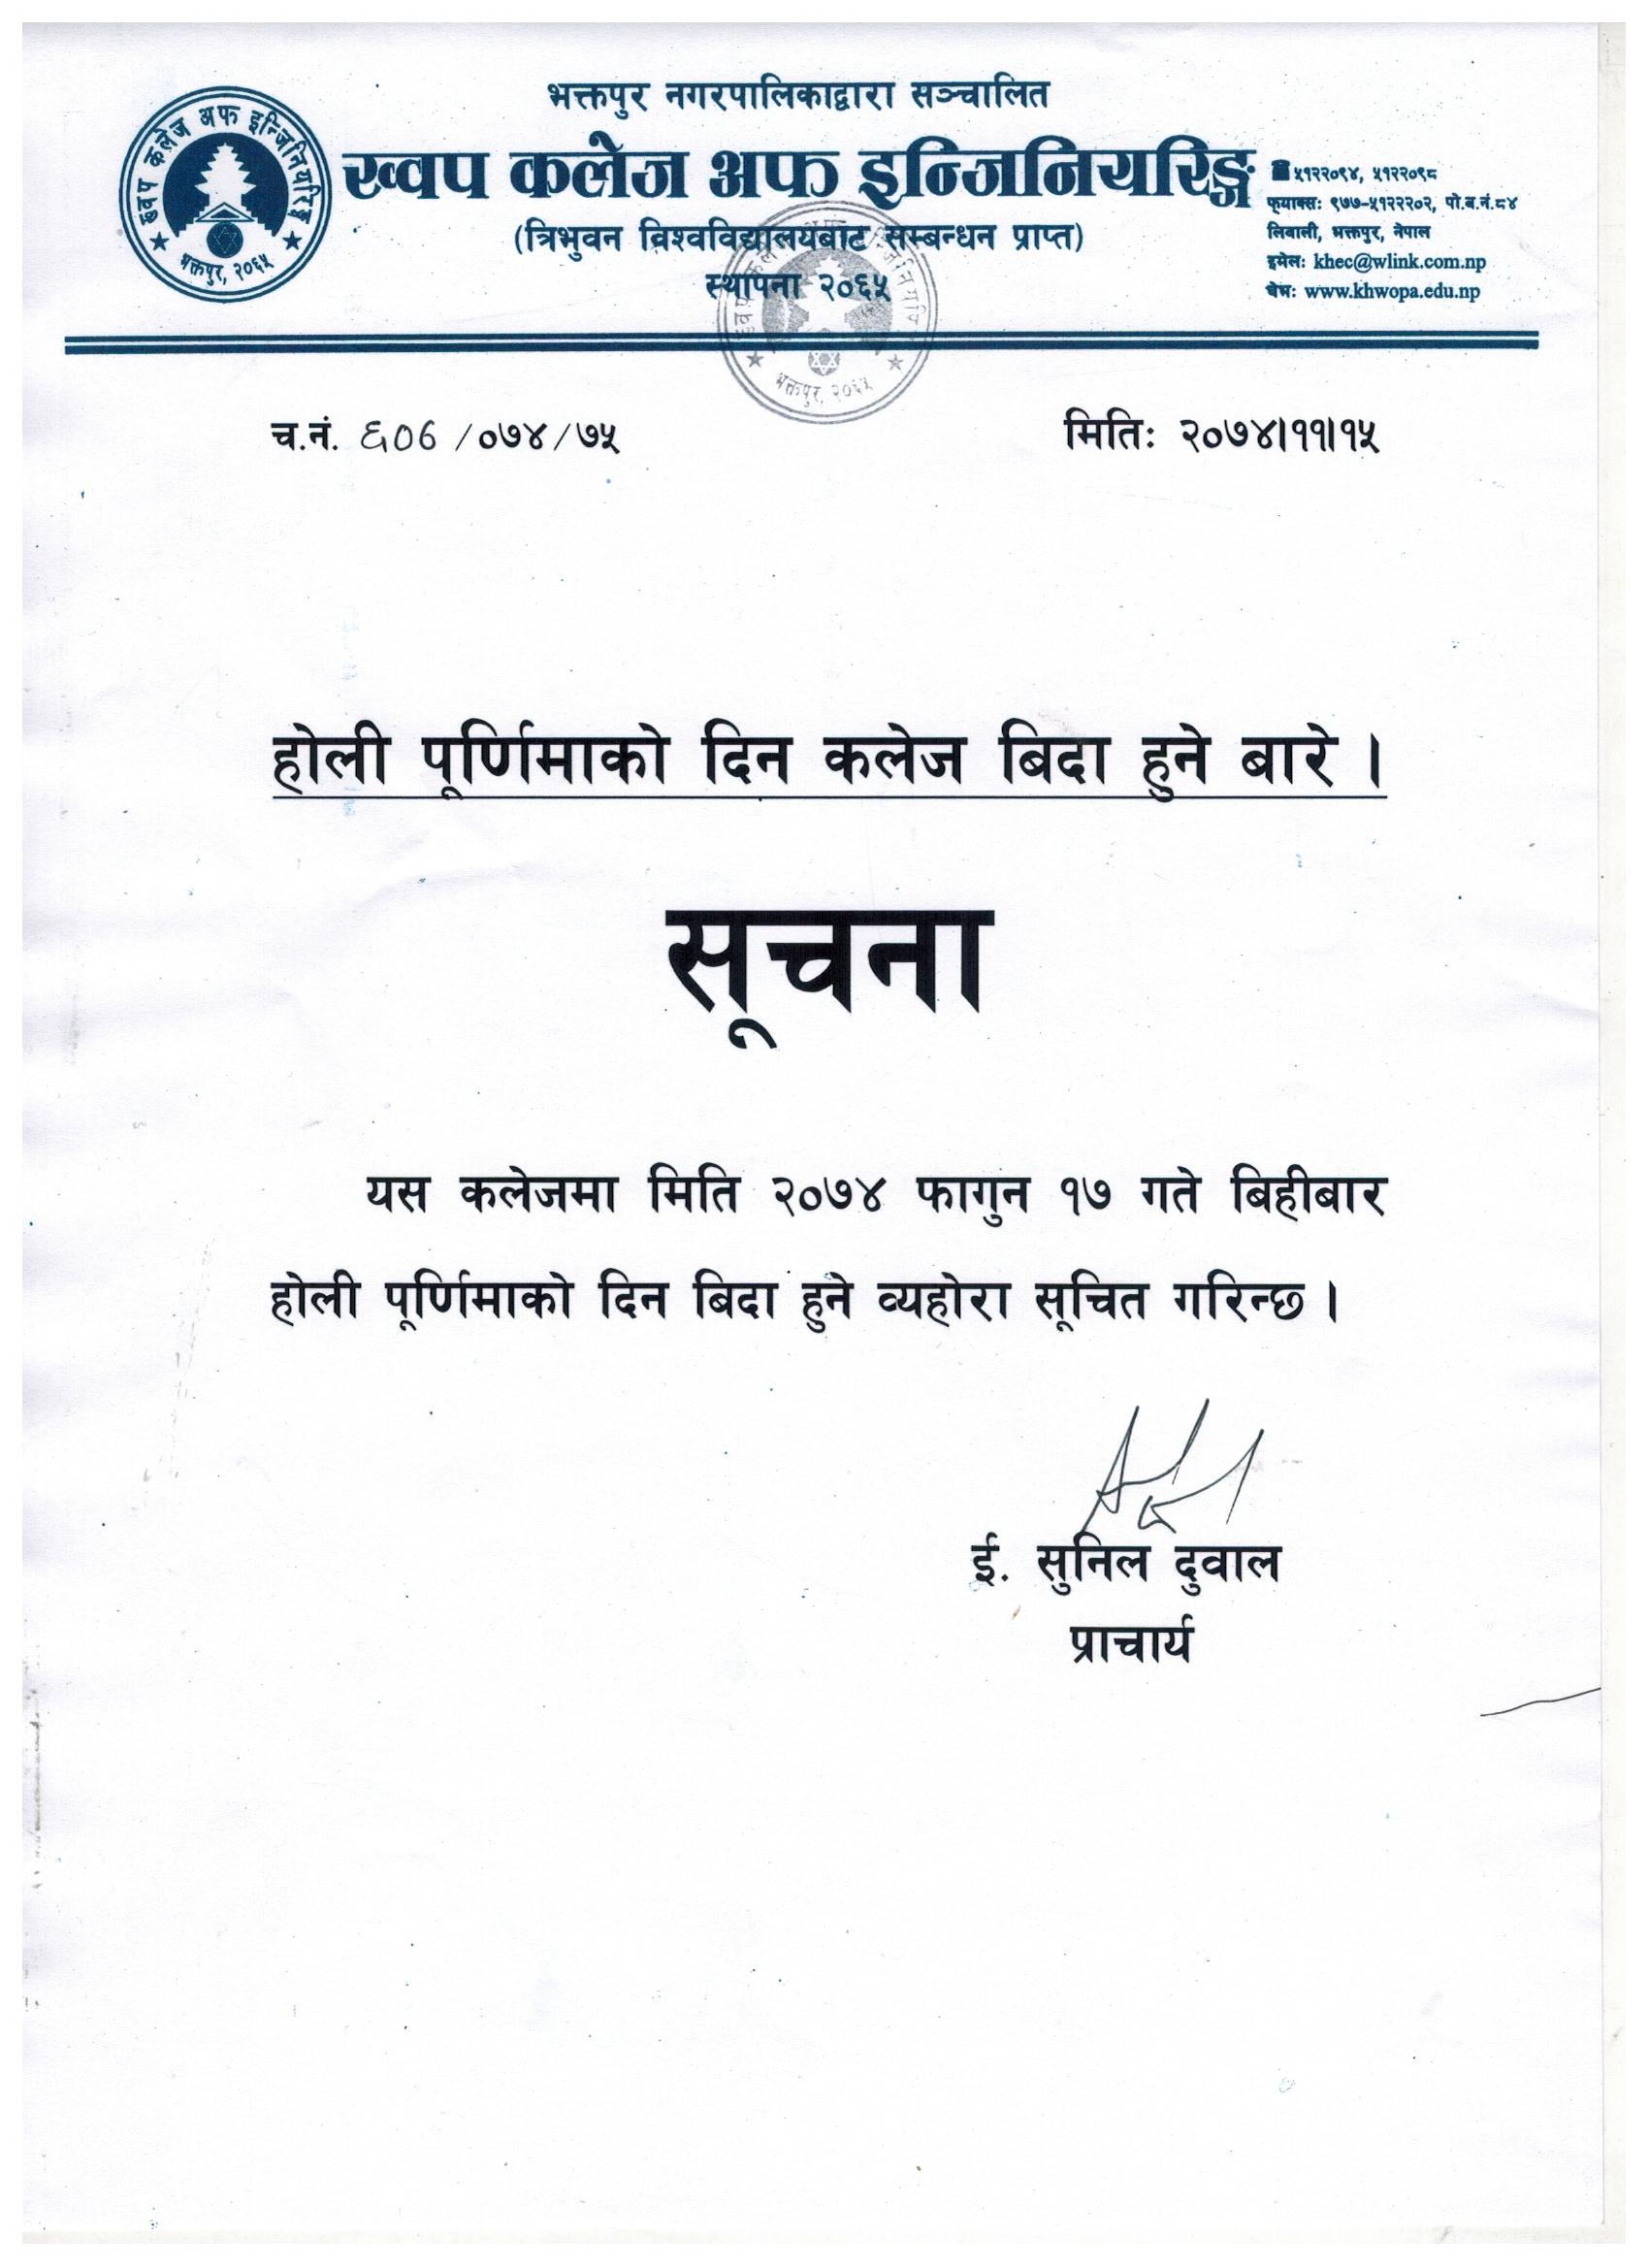 भक्तपुर नगरपालिकाद्वारा सञ्चालित
ख्वप कलेज अफ इन्जिनियरिङ्ग
(त्रिभुवन विश्वविद्यालयबाट सम्बन्धन प्राप्त)
स्थापना २०६५
☎५१२२०९४, ५१२२०९८
फ्याक्सः ९७७-५१२२२०२, पो.ब.नं.८४
लिवाली, भक्तपुर, नेपाल
इमेलः khec@wlink.com.np
वेभः www.khwopa.edu.np
ख्वप कलेज अफ इन्जिनियरिङ्ग
भक्तपुर, २०६५
भक्तपुर, २०६५
च.नं. ६०६ /०७४/७५
मितिः २०७४।११।१५
होली पूर्णिमाको दिन कलेज बिदा हुने बारे ।
सूचना
यस कलेजमा मिति २०७४ फागुन १७ गते बिहीबार
होली पूर्णिमाको दिन बिदा हुने व्यहोरा सूचित गरिन्छ ।
ई. सुनिल दुवाल
प्राचार्य